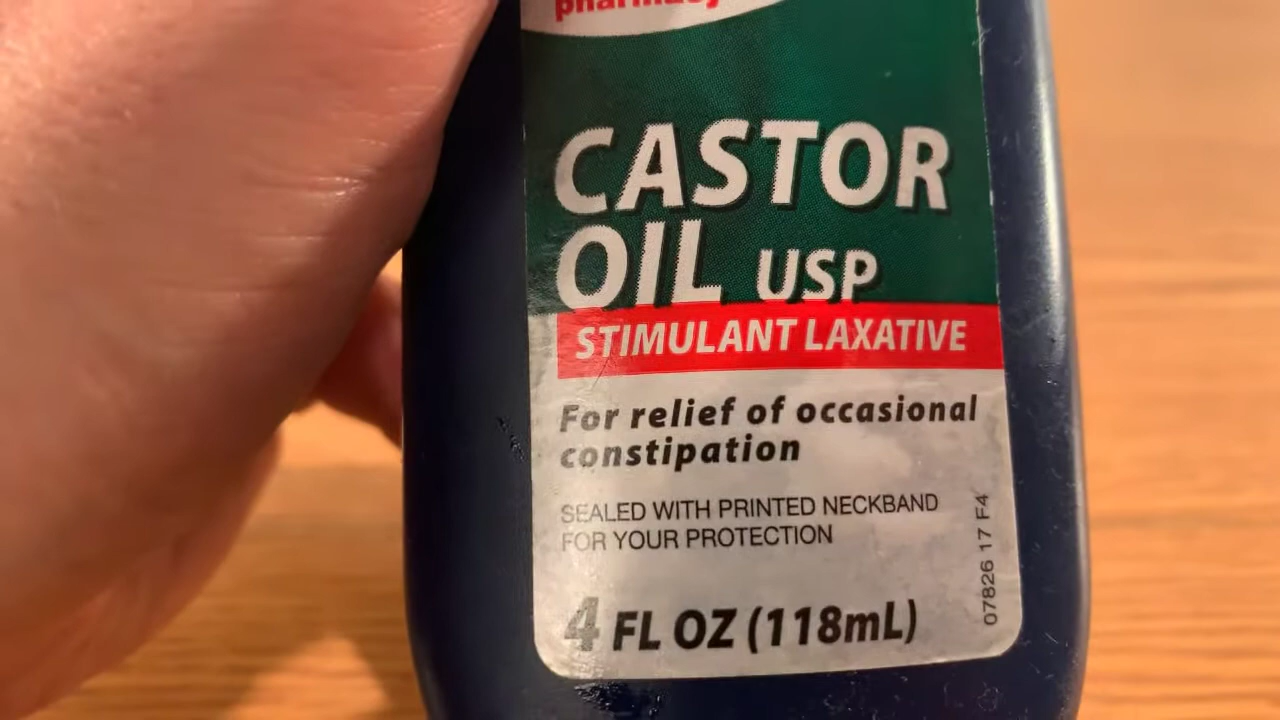 pharmacy
CASTOR
OIL USP
STIMULANT LAXATIVE
For relief of occasional
constipation
SEALED WITH PRINTED NECKBAND
FOR YOUR PROTECTION
4 FL OZ (118mL)
07826 17 F4